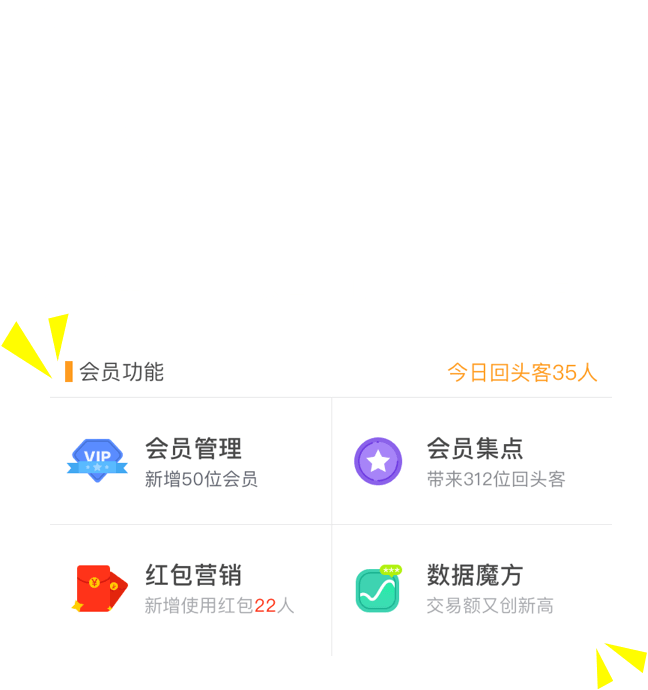 会员功能
今日回头客35人
VIP
会员管理
新增50位会员
会员集点
带来312位回头客
¥
红包营销
新增使用红包22人
数据魔方
交易额又创新高